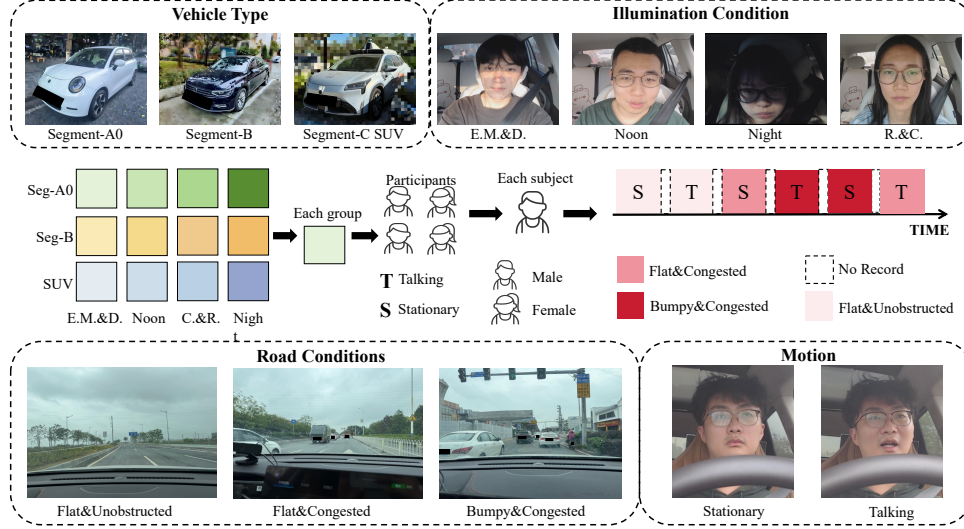 Vehicle Type
Segment-A0
Segment-B
Segment-C SUV
Illumination Condition
E.M.&D.
Noon
Night
R.&C.
Seg-A0
Seg-B
SUV
E.M.&D.
Noon
C.&R.
Nigh
t
Each group
Participants
T Talking
S Stationary
Male
Female
Each subject
S
T
S
T
S
T
TIME
Flat&Congested
No Record
Bumpy&Congested
Flat&Unobstructed
Road Conditions
Flat&Unobstructed
Flat&Congested
Bumpy&Congested
Motion
Stationary
Talking